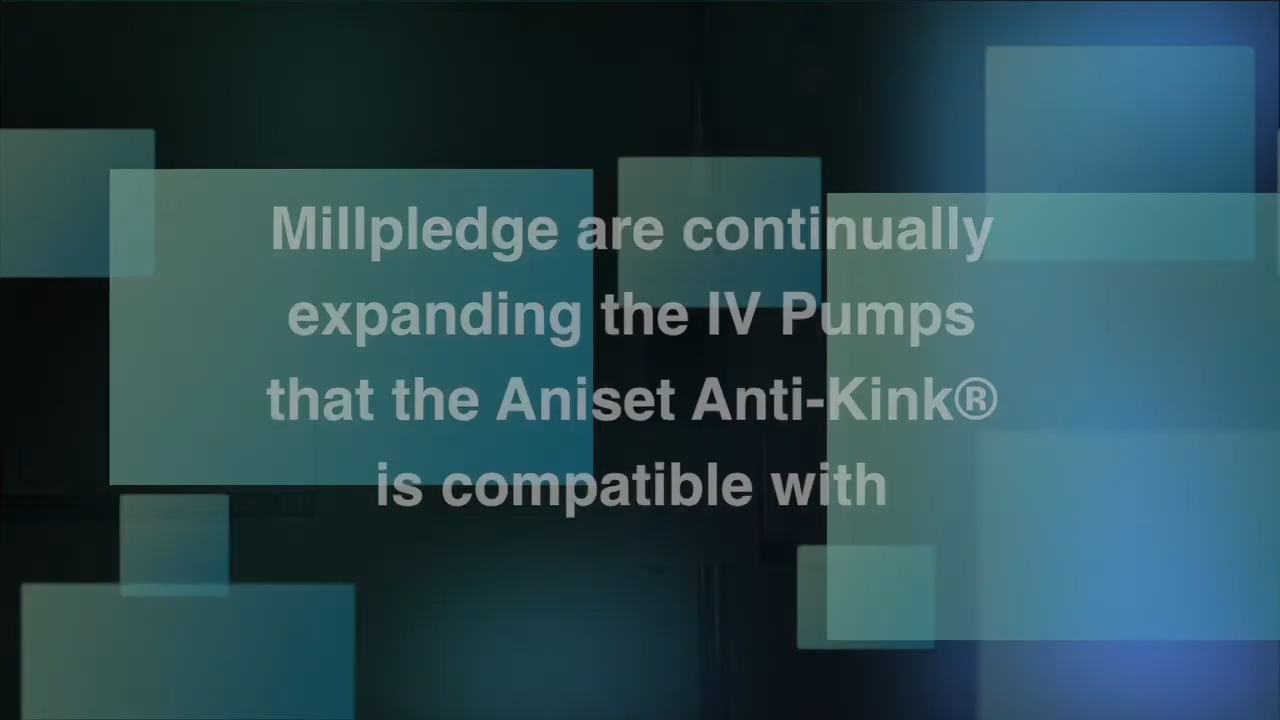 Millpledge are continually
expanding the IV Pumps
that the Aniset Anti-Kink®
is compatible with